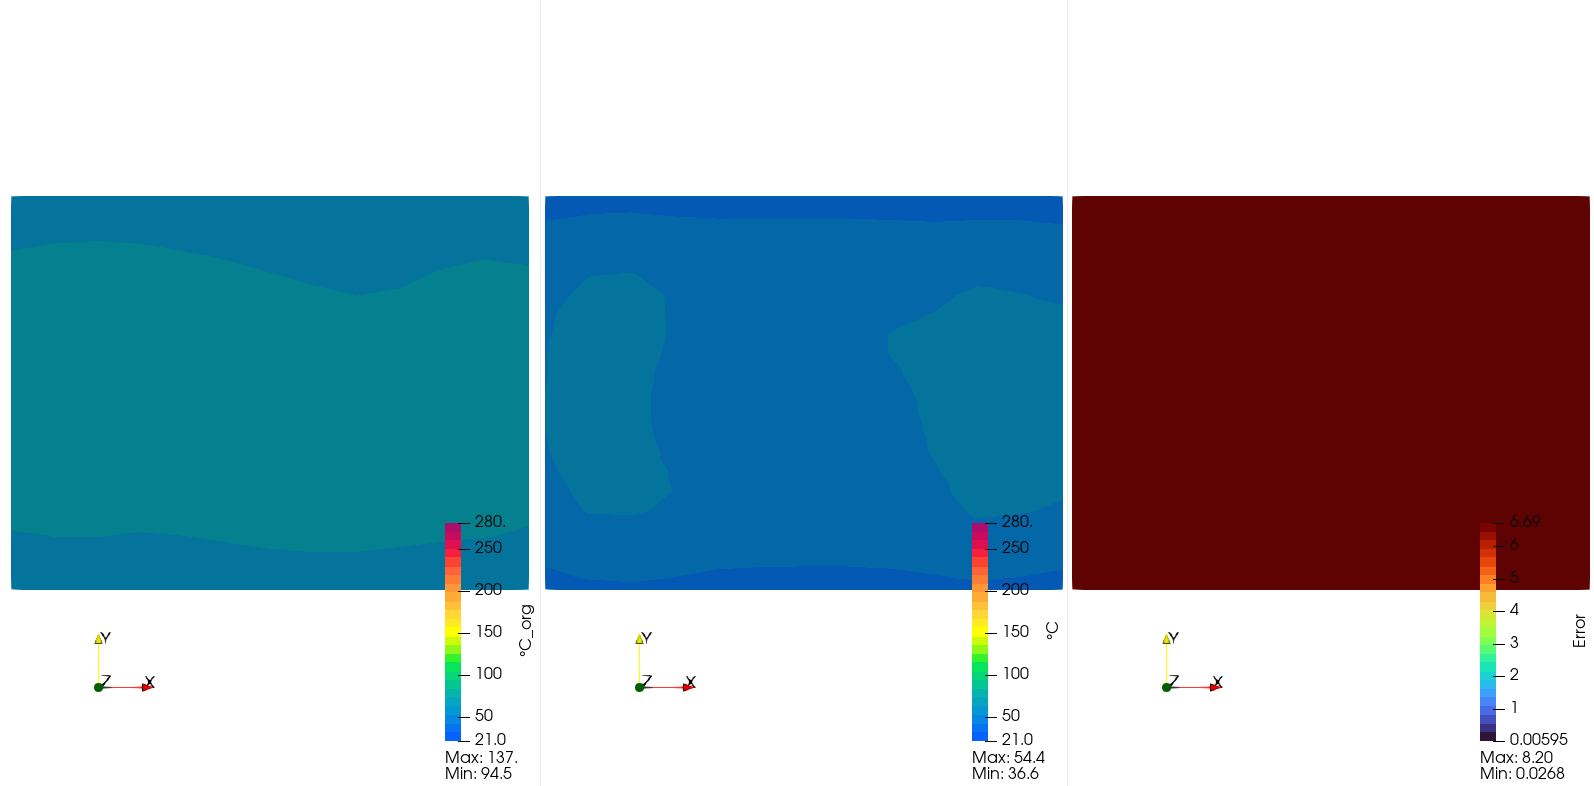 280.
250
200
150
100
50
21.0
°C_org
Max: 137.
Min: 94.5
Y
Z
X
280.
250
200
150
100
50
21.0
°C
Max: 54.4
Min: 36.6
Y
Z
X
6.69
6
5
4
3
2
1
0.00595
Error
Max: 8.20
Min: 0.0268
Y
Z
X